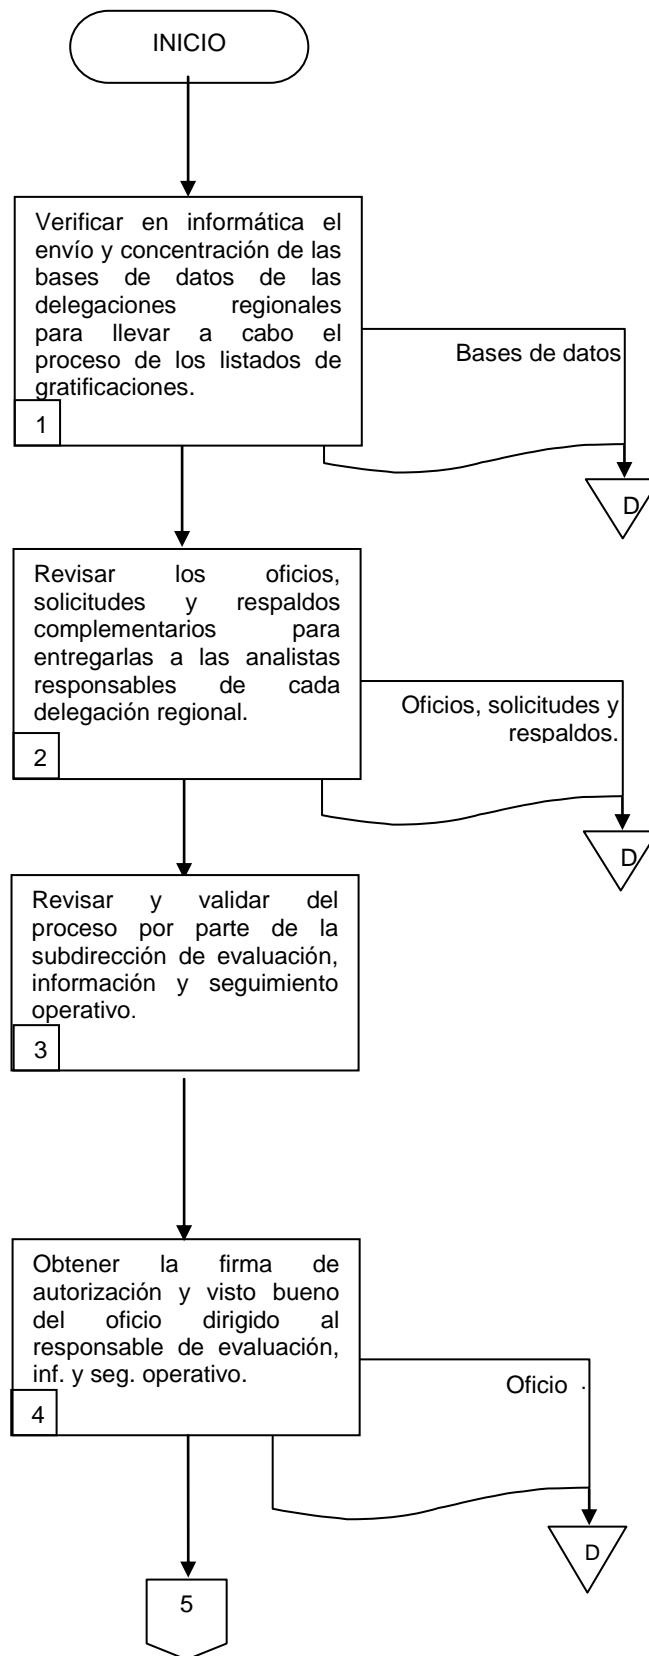 INICIO
Verificar en informática el
envío y concentración de las
bases de datos de las
delegaciones regionales
para llevar a cabo el
proceso de los listados de
gratificaciones.
1
Bases de datos
D
Revisar los oficios,
solicitudes y respaldos
complementarios para
entregarlas a las analistas
responsables de cada
delegación regional.
2
Oficios, solicitudes y
respaldos.
D
Revisar y validar del
proceso por parte de la
subdirección de evaluación,
información y seguimiento
operativo.
3
Obtener la firma de
autorización y visto bueno
del oficio dirigido al
responsable de evaluación,
inf. y seg. operativo.
4
Oficio .
D
5